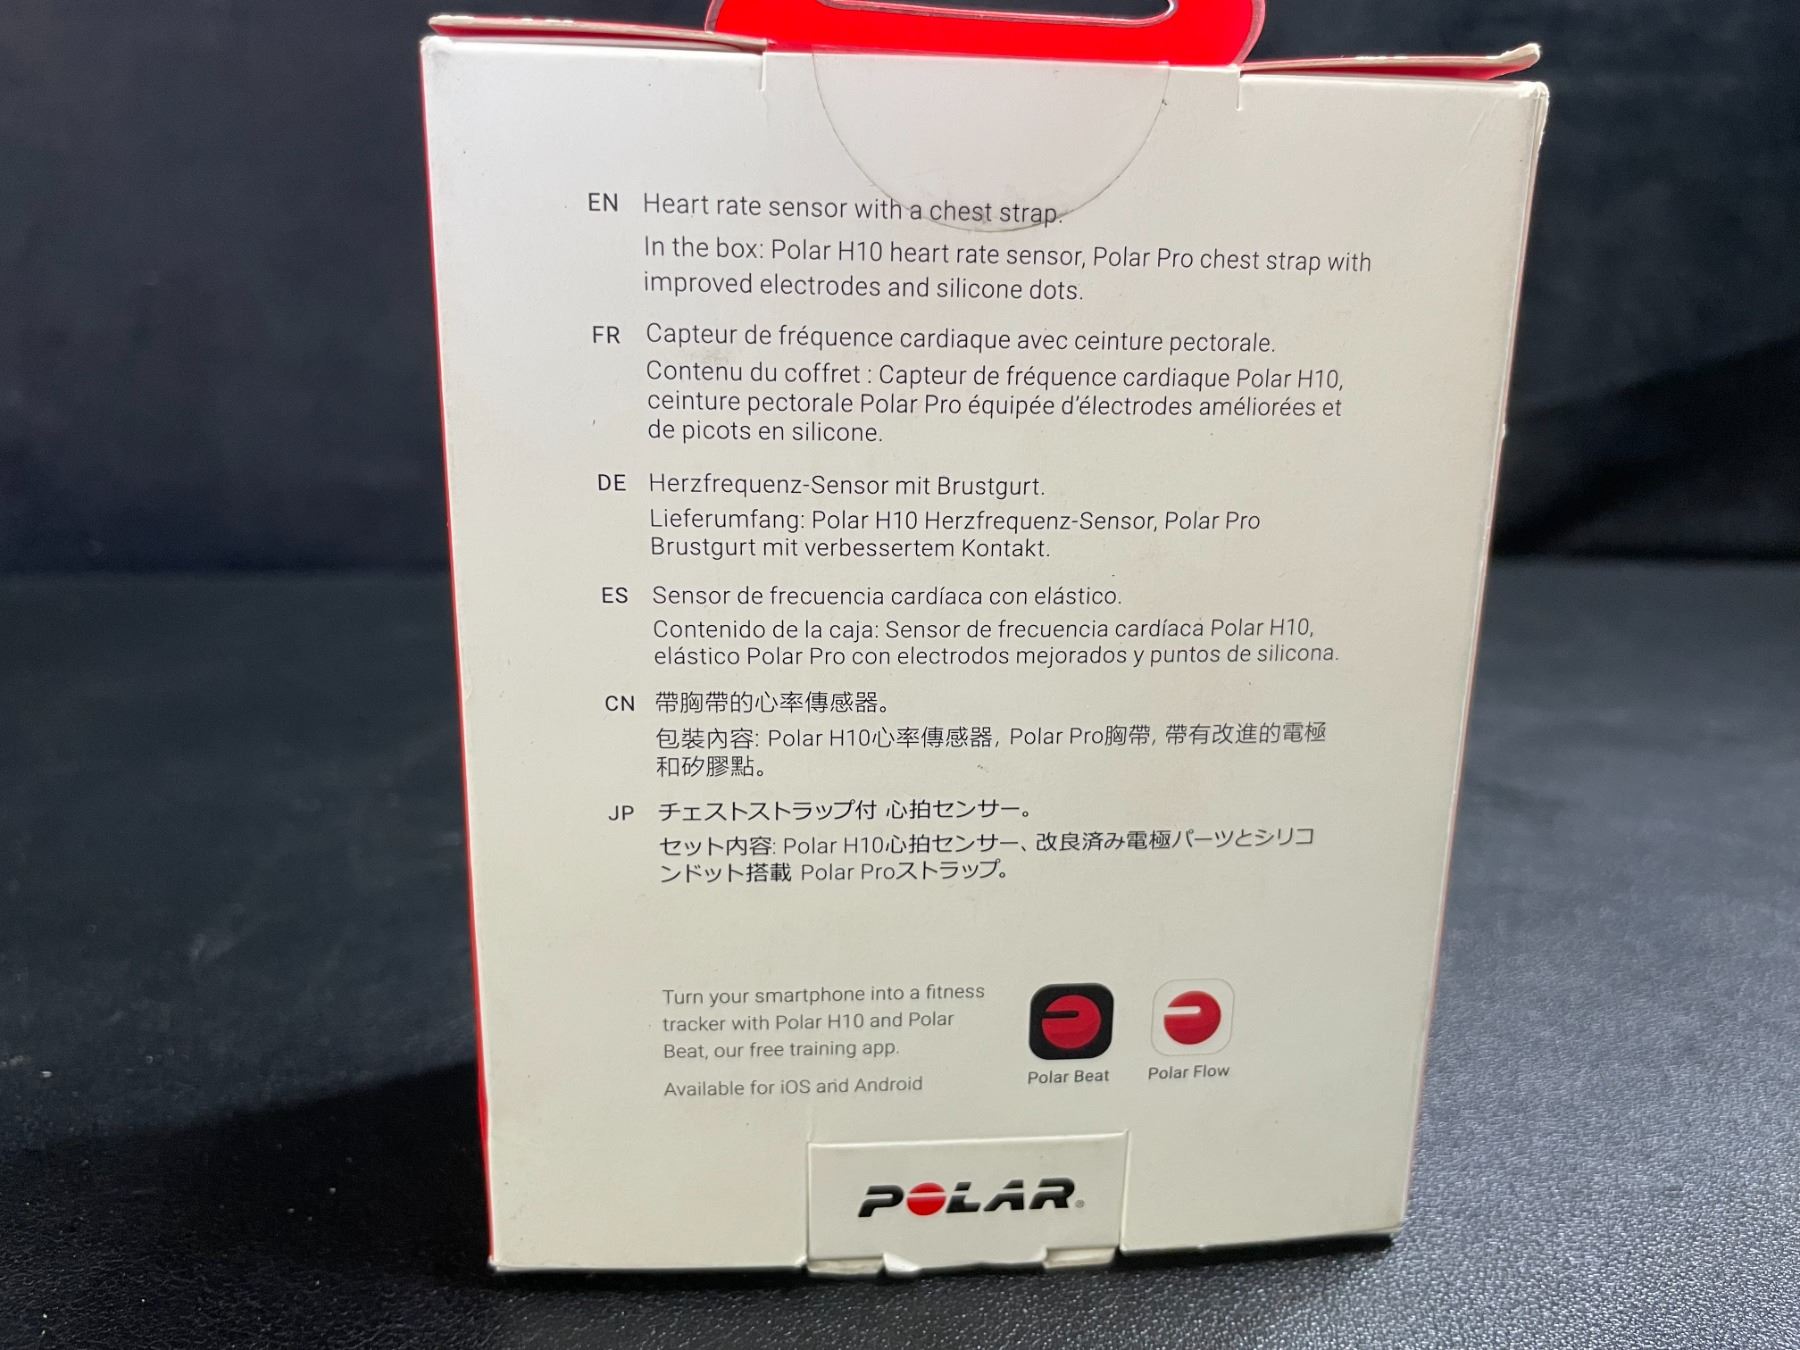 EN Heart rate sensor with a chest strap.
In the box: Polar H10 heart rate sensor, Polar Pro chest strap with
improved electrodes and silicone dots.
FR Capteur de fréquence cardiaque avec ceinture pectorale.
Contenu du coffret : Capteur de fréquence cardiaque Polar H10,
ceinture pectorale Polar Pro équipée d'électrodes améliorées et
de picots en silicone.
DE Herzfrequenz-Sensor mit Brustgurt.
Lieferumfang: Polar H10 Herzfrequenz-Sensor, Polar Pro
Brustgurt mit verbessertem Kontakt.
ES Sensor de frecuencia cardíaca con elástico.
Contenido de la caja: Sensor de frecuencia cardíaca Polar H10,
elástico Polar Pro con electrodos mejorados y puntos de silicona.
CN 帶胸帶的心率傳感器。
包裝內容: Polar H10心率傳感器, Polar Pro胸帶, 帶有改進的電極
和矽膠點。
JP チェストストラップ付 心拍センサー。
セット内容: Polar H10心拍センサー、改良済み電極パーツとシリコ
ンドット搭載 Polar Proストラップ。
Turn your smartphone into a fitness
tracker with Polar H10 and Polar
Beat, our free training app.
Available for iOS and Android
Polar Beat
Polar Flow
POLAR®